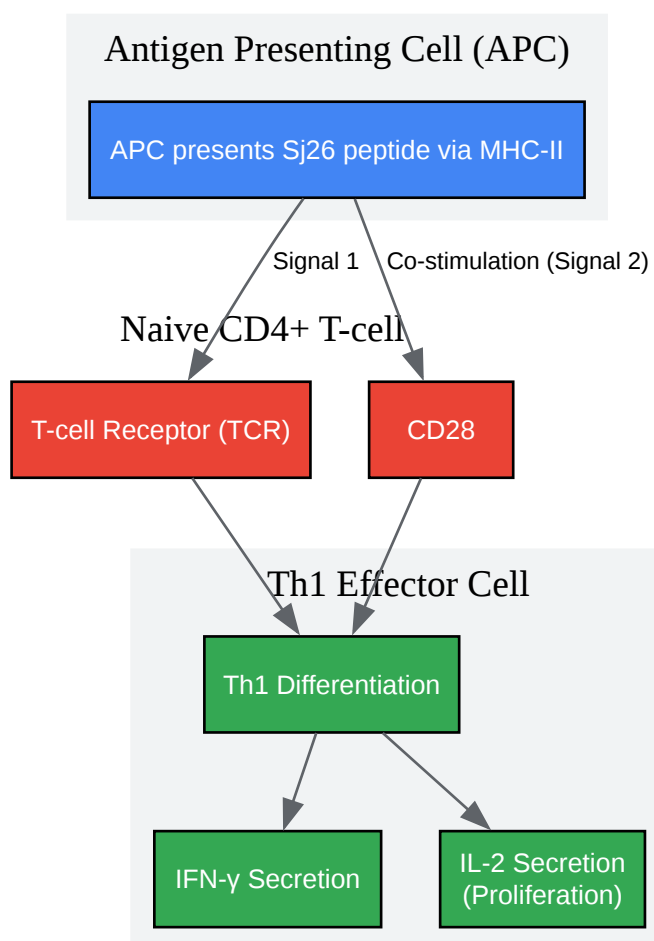 Antigen Presenting Cell (APC)
APC presents Sj26 peptide via MHC-II
Signal 1
Co-stimulation (Signal 2)
Naive CD4+ T-cell
T-cell Receptor (TCR)
CD28
Th1 Effector Cell
Th1 Differentiation
IFN-γ Secretion
IL-2 Secretion
(Proliferation)